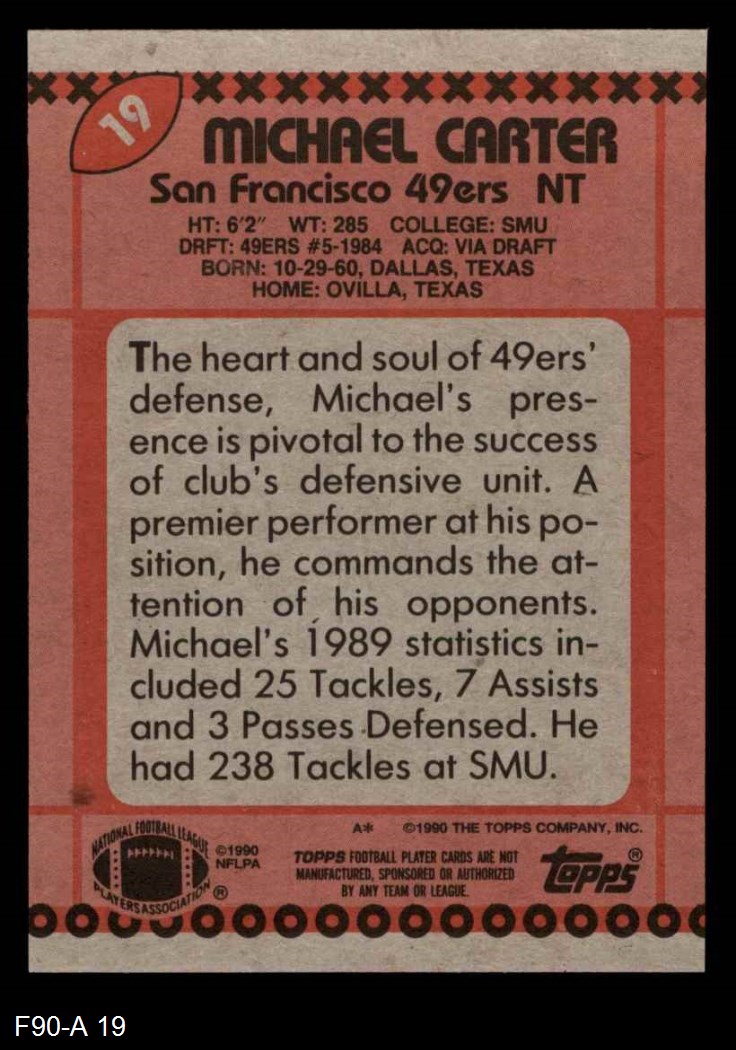 19
MICHAEL CARTER
San Francisco 49ers NT
HT: 6'2" WT: 285 COLLEGE: SMU
DRFT: 49ERS #5-1984 ACQ: VIA DRAFT
BORN: 10-29-60, DALLAS, TEXAS
HOME: OVILLA, TEXAS
The heart and soul of 49ers'
defense, Michael's pres-
ence is pivotal to the success
of club's defensive unit. A
premier performer at his po-
sition, he commands the at-
tention of his opponents.
Michael's 1989 statistics in-
cluded 25 Tackles, 7 Assists
and 3 Passes Defensed. He
had 238 Tackles at SMU.
A* ©1990 THE TOPPS COMPANY, INC.
NATIONAL FOOTBALL LEAGUE
PLAYERS ASSOCIATION ®
©1990
NFLPA
TOPPS FOOTBALL PLAYER CARDS ARE NOT
MANUFACTURED, SPONSORED OR AUTHORIZED
BY ANY TEAM OR LEAGUE.
Topps®
F90-A 19